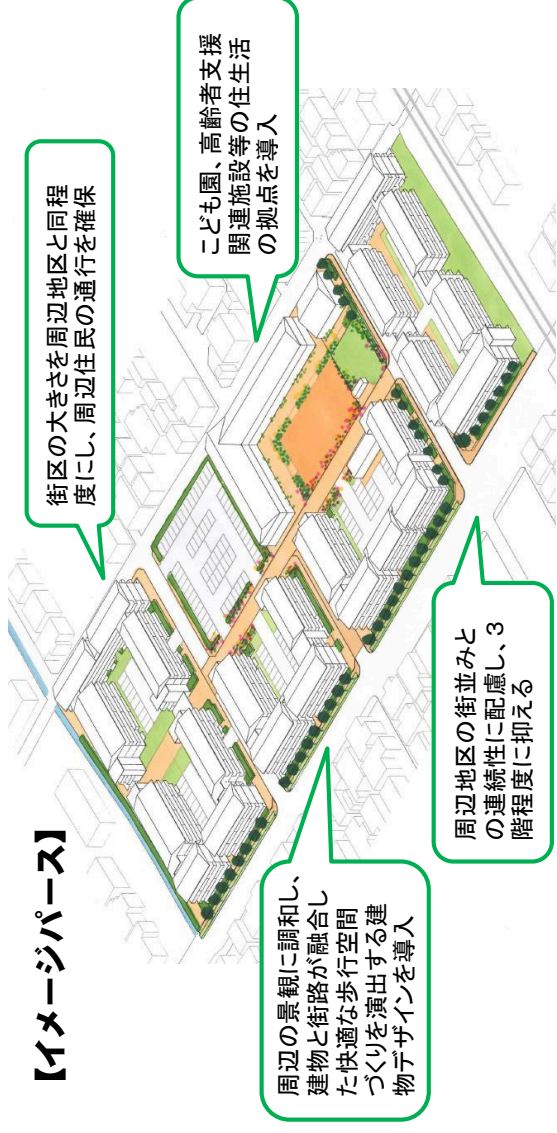 【イメージパース】
街区の大きさを周辺地区と同程
度にし、周辺住民の通行を確保
こども園、高齢者支援
関連施設等の住生活
の拠点を導入
周辺の景観に調和し、
建物と街路が融合し
た快適な歩行空間
づくりを演出する建
物デザインを導入
周辺地区の街並みと
の連続性に配慮し、3
階程度に抑える